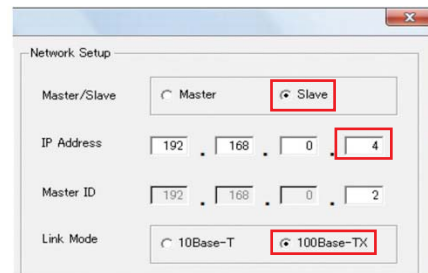 Network Setup
Master/Slave Master Slave
IP Address 192 . 168 . 0 . 4
Master ID 192 . 168 . 0 . 2
Link Mode 10Base-T 100Base-TX